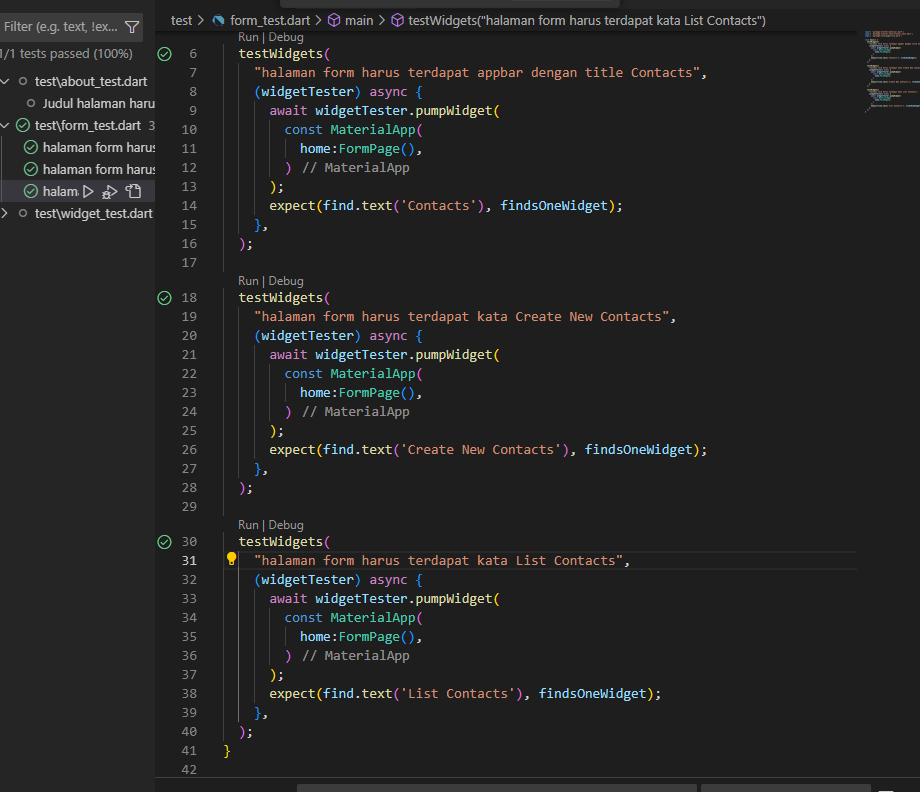 Filter (e.g. text, !ex...
1/1 tests passed (100%)
test\about_test.dart
Judul halaman haru
test\form_test.dart 3
halaman form harus
halaman form harus
halam
test\widget_test.dart
test > form_test.dart > main > testWidgets("halaman form harus terdapat kata List Contacts")
Run | Debug
6 testWidgets(
7 "halaman form harus terdapat appbar dengan title Contacts",
8 (widgetTester) async {
9 await widgetTester.pumpWidget(
10 const MaterialApp(
11 home:FormPage(),
12 ) // MaterialApp
13 );
14 expect(find.text('Contacts'), findsOneWidget);
15 },
16 );
17
Run | Debug
18 testWidgets(
19 "halaman form harus terdapat kata Create New Contacts",
20 (widgetTester) async {
21 await widgetTester.pumpWidget(
22 const MaterialApp(
23 home:FormPage(),
24 ) // MaterialApp
25 );
26 expect(find.text('Create New Contacts'), findsOneWidget);
27 },
28 );
29
Run | Debug
30 testWidgets(
31 "halaman form harus terdapat kata List Contacts",
32 (widgetTester) async {
33 await widgetTester.pumpWidget(
34 const MaterialApp(
35 home:FormPage(),
36 ) // MaterialApp
37 );
38 expect(find.text('List Contacts'), findsOneWidget);
39 },
40 );
41 }
42